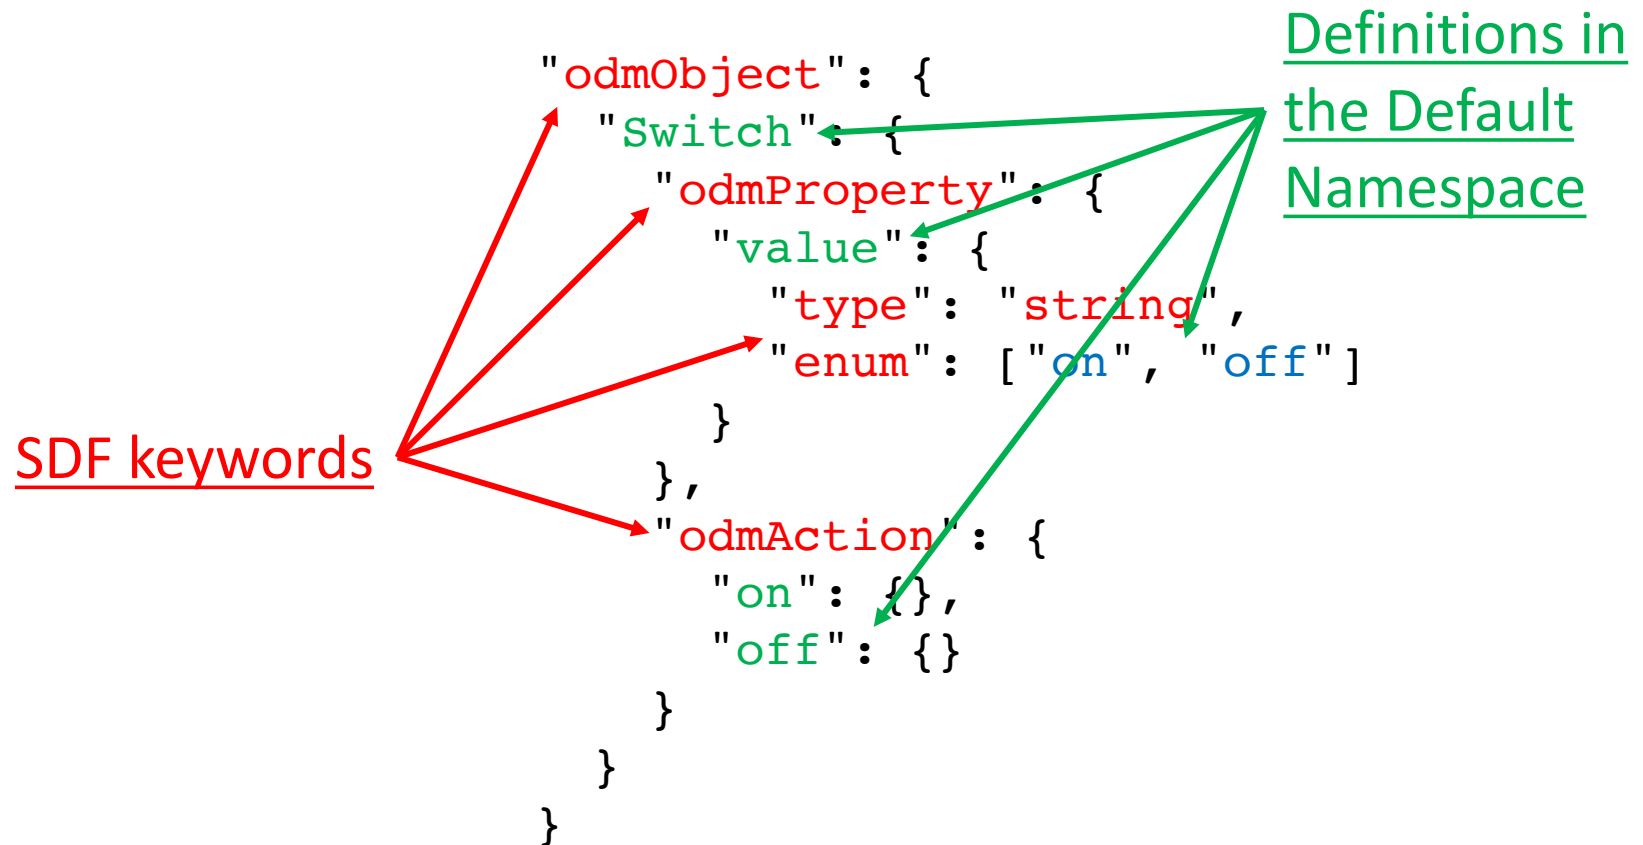 Definitions in
the Default
Namespace
"odmObject": {
"Switch": {
"odmProperty": {
"value": {
"type": "string",
"enum": ["on", "off"]
}
},
"odmAction": {
"on": {},
"off": {}
}
}
}
SDF keywords